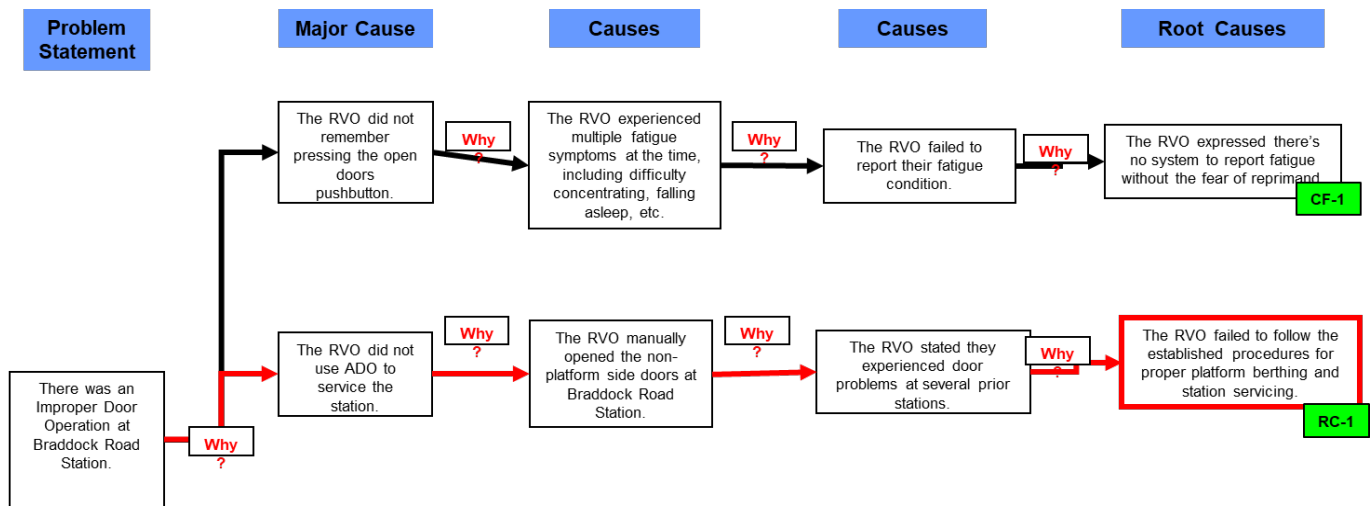 Problem
Statement
Major Cause
Causes
Causes
Root Causes
The RVO did not
remember
pressing the open
doors
pushbutton.
Why
?
The RVO experienced
multiple fatigue
symptoms at the time,
including difficulty
concentrating, falling
asleep, etc.
Why
?
The RVO failed to
report their fatigue
condition.
Why
?
The RVO expressed there's
no system to report fatigue
without the fear of reprimand.
CF-1
There was an
Improper Door
Operation at
Braddock Road
Station.
Why
?
The RVO did not
use ADO to
service the
station.
Why
?
The RVO manually
opened the non-
platform side doors at
Braddock Road
Station.
Why
?
The RVO stated they
experienced door
problems at several prior
stations.
Why
?
The RVO failed to follow the
established procedures for
proper platform berthing and
station servicing.
RC-1